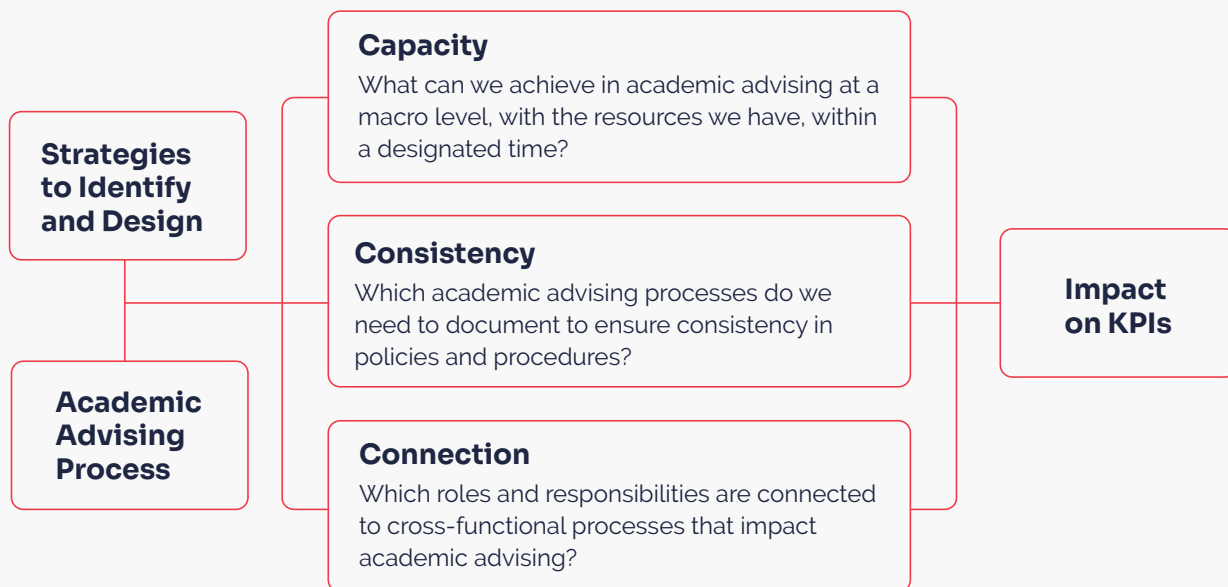 Strategies
to Identify
and Design
Academic
Advising
Process
Capacity
What can we achieve in academic advising at a
macro level, with the resources we have, within
a designated time?
Consistency
Which academic advising processes do we
need to document to ensure consistency in
policies and procedures?
Connection
Which roles and responsibilities are connected
to cross-functional processes that impact
academic advising?
Impact
on KPIs